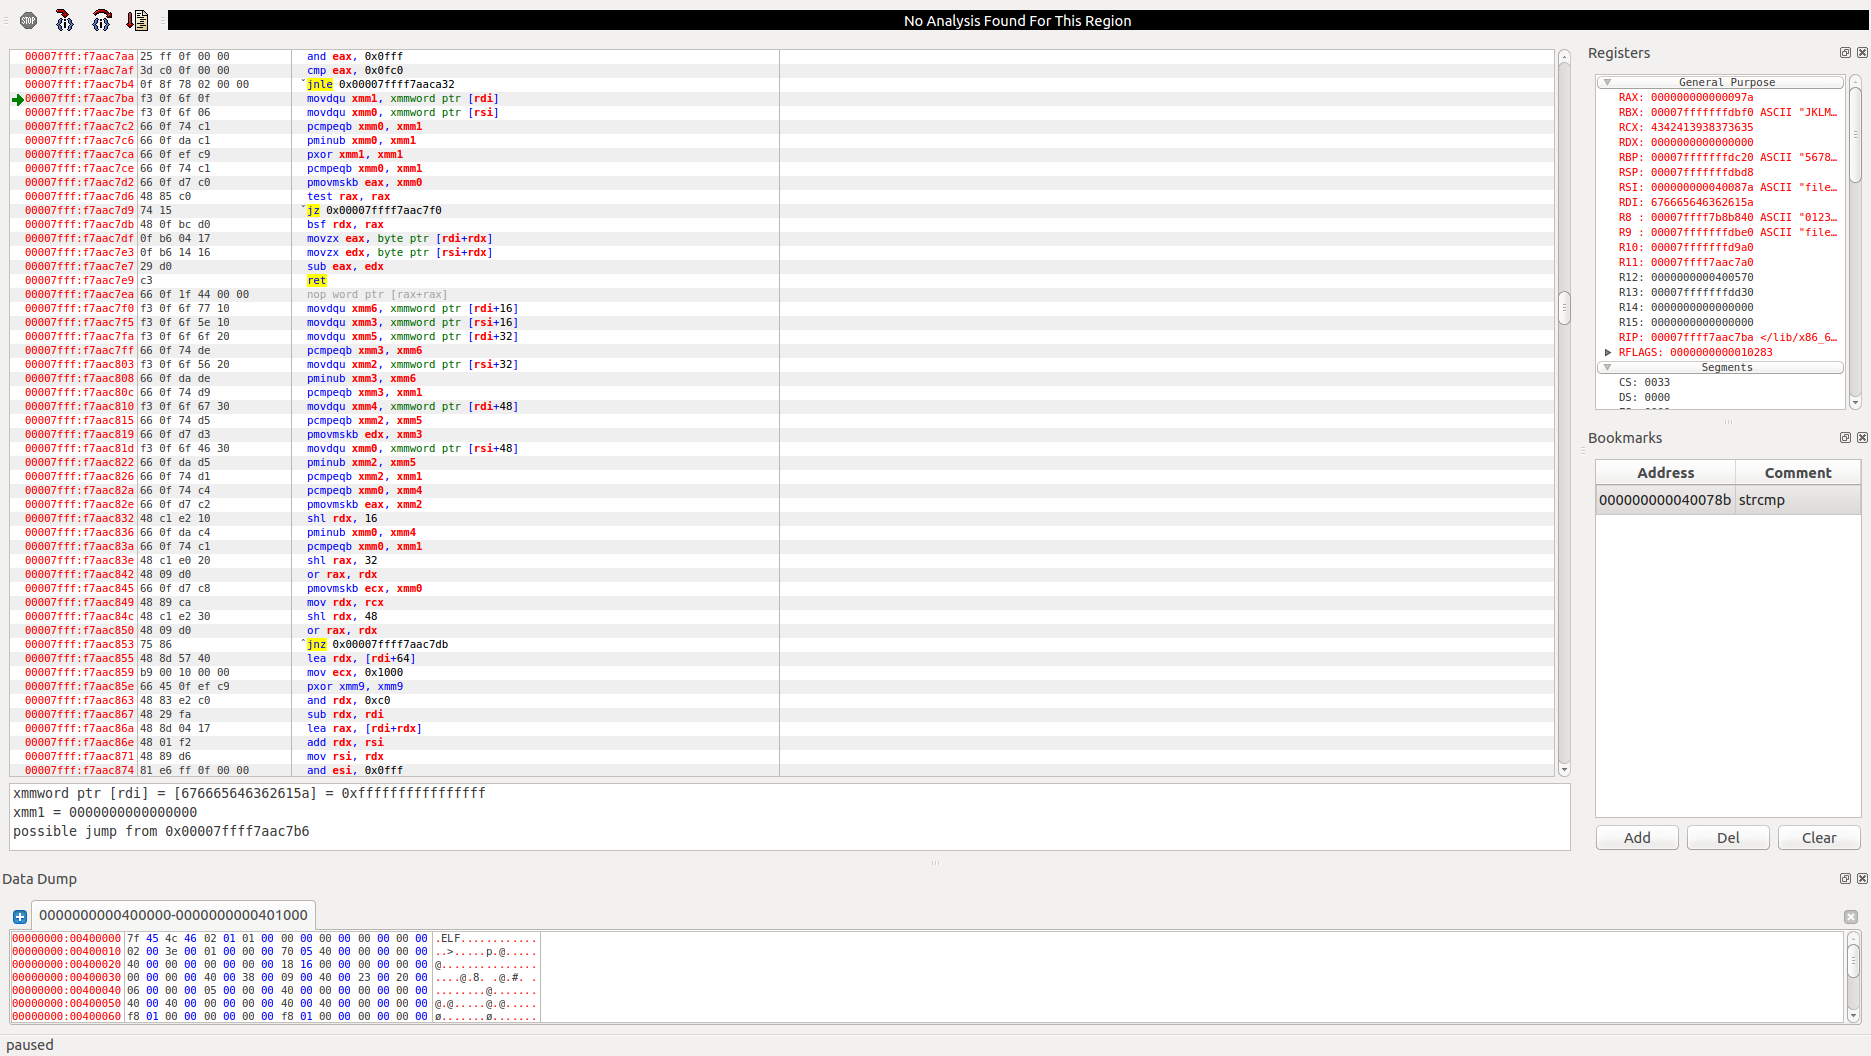 STOP
No Analysis Found For This Region
00007fff:f7aac7aa 25 ff 0f 00 00 and eax, 0x0fff
00007fff:f7aac7af 3d c0 0f 00 00 cmp eax, 0x0fc0
00007fff:f7aac7b4 0f 8f 78 02 00 00 jnle 0x00007ffff7aaca32
00007fff:f7aac7ba f3 0f 6f 0f movdqu xmm1, xmmword ptr [rdi]
00007fff:f7aac7be f3 0f 6f 06 movdqu xmm0, xmmword ptr [rsi]
00007fff:f7aac7c2 66 0f 74 c1 pcmpeqb xmm0, xmm1
00007fff:f7aac7c6 66 0f da c1 pminub xmm0, xmm1
00007fff:f7aac7ca 66 0f ef c9 pxor xmm1, xmm1
00007fff:f7aac7ce 66 0f 74 c1 pcmpeqb xmm0, xmm1
00007fff:f7aac7d2 66 0f d7 c0 pmovmskb eax, xmm0
00007fff:f7aac7d6 48 85 c0 test rax, rax
00007fff:f7aac7d9 74 15 jz 0x00007ffff7aac7f0
00007fff:f7aac7db 48 0f bc d0 bsf rdx, rax
00007fff:f7aac7df 0f b6 04 17 movzx eax, byte ptr [rdi+rdx]
00007fff:f7aac7e3 0f b6 14 16 movzx edx, byte ptr [rsi+rdx]
00007fff:f7aac7e7 29 d0 sub eax, edx
00007fff:f7aac7e9 c3 ret
00007fff:f7aac7ea 66 0f 1f 44 00 00 nop word ptr [rax+rax]
00007fff:f7aac7f0 f3 0f 6f 77 10 movdqu xmm6, xmmword ptr [rdi+16]
00007fff:f7aac7f5 f3 0f 6f 5e 10 movdqu xmm3, xmmword ptr [rsi+16]
00007fff:f7aac7fa f3 0f 6f 6f 20 movdqu xmm5, xmmword ptr [rdi+32]
00007fff:f7aac7ff 66 0f 74 de pcmpeqb xmm3, xmm6
00007fff:f7aac803 f3 0f 6f 56 20 movdqu xmm2, xmmword ptr [rsi+32]
00007fff:f7aac808 66 0f da de pminub xmm3, xmm6
00007fff:f7aac80c 66 0f 74 d9 pcmpeqb xmm3, xmm1
00007fff:f7aac810 f3 0f 6f 67 30 movdqu xmm4, xmmword ptr [rdi+48]
00007fff:f7aac815 66 0f 74 d5 pcmpeqb xmm2, xmm5
00007fff:f7aac819 66 0f d7 d3 pmovmskb edx, xmm3
00007fff:f7aac81d f3 0f 6f 46 30 movdqu xmm0, xmmword ptr [rsi+48]
00007fff:f7aac822 66 0f da d5 pminub xmm2, xmm5
00007fff:f7aac826 66 0f 74 d1 pcmpeqb xmm2, xmm1
00007fff:f7aac82a 66 0f 74 c4 pcmpeqb xmm0, xmm4
00007fff:f7aac82e 66 0f d7 c2 pmovmskb eax, xmm2
00007fff:f7aac832 48 c1 e2 10 shl rdx, 16
00007fff:f7aac836 66 0f da c4 pminub xmm0, xmm4
00007fff:f7aac83a 66 0f 74 c1 pcmpeqb xmm0, xmm1
00007fff:f7aac83e 48 c1 e0 20 shl rax, 32
00007fff:f7aac842 48 09 d0 or rax, rdx
00007fff:f7aac845 66 0f d7 c8 pmovmskb ecx, xmm0
00007fff:f7aac849 48 89 ca mov rdx, rcx
00007fff:f7aac84c 48 c1 e2 30 shl rdx, 48
00007fff:f7aac850 48 09 d0 or rax, rdx
00007fff:f7aac853 75 86 jnz 0x00007ffff7aac7db
00007fff:f7aac855 48 8d 57 40 lea rdx, [rdi+64]
00007fff:f7aac859 b9 00 10 00 00 mov ecx, 0x1000
00007fff:f7aac85e 66 45 0f ef c9 pxor xmm9, xmm9
00007fff:f7aac863 48 83 e2 c0 and rdx, 0xc0
00007fff:f7aac867 48 29 fa sub rdx, rdi
00007fff:f7aac86a 48 8d 04 17 lea rax, [rdi+rdx]
00007fff:f7aac86e 48 01 f2 add rdx, rsi
00007fff:f7aac871 48 89 d6 mov rsi, rdx
00007fff:f7aac874 81 e6 ff 0f 00 00 and esi, 0x0fff
xmmword ptr [rdi] = [676665646362615a] = 0xffffffffffffffff
xmm1 = 0000000000000000
possible jump from 0x00007ffff7aac7b6
Registers
General Purpose
RAX: 000000000000097a
RBX: 00007fffffffdbf0 ASCII "JKLM…
RCX: 4342413938373635
RDX: 0000000000000000
RBP: 00007fffffffdc20 ASCII "5678…
RSP: 00007fffffffdbd8
RSI: 000000000040087a ASCII "file…
RDI: 676665646362615a
R8 : 00007ffff7b8b840 ASCII "0123…
R9 : 00007fffffffdbe0 ASCII "file…
R10: 00007fffffffd9a0
R11: 00007ffff7aac7a0
R12: 0000000000400570
R13: 00007fffffffdd30
R14: 0000000000000000
R15: 0000000000000000
RIP: 00007ffff7aac7ba </lib/x86_6…
RFLAGS: 0000000000010283
Segments
CS: 0033
DS: 0000
Bookmarks
Address Comment
000000000040078b strcmp
Add Del Clear
Data Dump
0000000000400000-0000000000401000
00000000:00400000 7f 45 4c 46 02 01 01 00 00 00 00 00 00 00 00 00 .ELF............
00000000:00400010 02 00 3e 00 01 00 00 00 70 05 40 00 00 00 00 00 ..>.....p.@.....
00000000:00400020 40 00 00 00 00 00 00 00 18 16 00 00 00 00 00 00 @...............
00000000:00400030 00 00 00 00 40 00 38 00 09 00 40 00 23 00 20 00 ....@.8. .@.#. .
00000000:00400040 06 00 00 00 05 00 00 00 40 00 00 00 00 00 00 00 ........@.......
00000000:00400050 40 00 40 00 00 00 00 00 40 00 40 00 00 00 00 00 @.@.....@.@.....
00000000:00400060 f8 01 00 00 00 00 00 00 f8 01 00 00 00 00 00 00 ø.......ø.......
paused